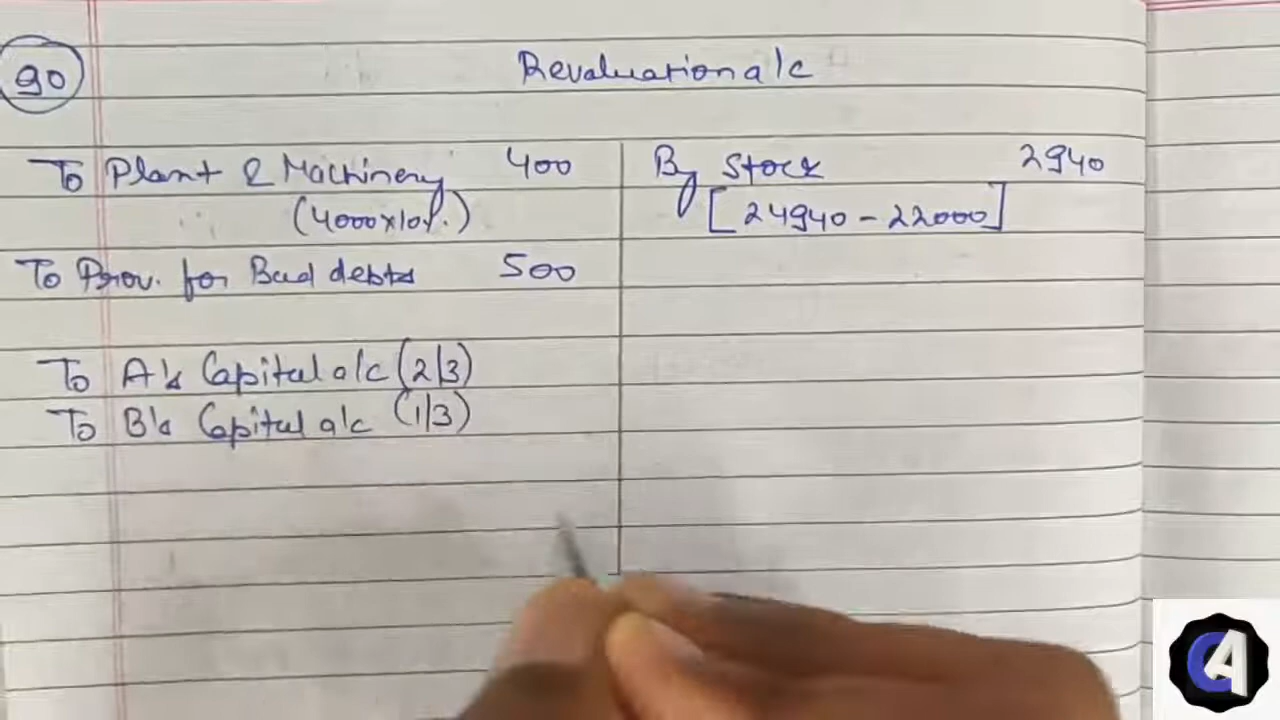 90
Revaluation a/c
To Plant & Machinery 400 By Stock 2940
(4000x10%.) [24940-22000]
To Prov. for Bad debts 500
To A's Capital a/c (2/3)
To B's Capital a/c (1/3)
CA